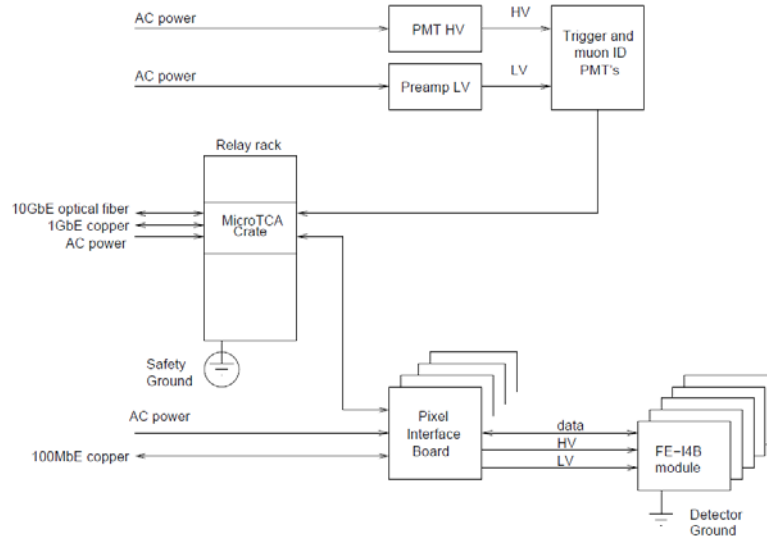 AC power
PMT HV
HV
Trigger and
muon ID
PMT's
AC power
Preamp LV
LV
Relay rack
10GbE optical fiber
1GbE copper
AC power
MicroTCA
Crate
Safety
Ground
AC power
100MbE copper
Pixel
Interface
Board
data
HV
LV
FE-I4B
module
Detector
Ground